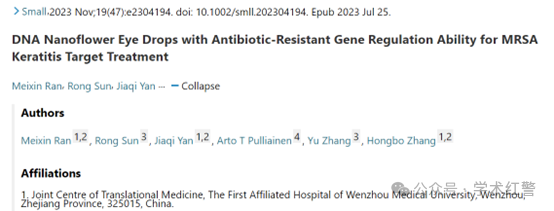 Small.2023 Nov;19(47):e2304194. doi: 10.1002/smll.202304194. Epub 2023 Jul 25.
DNA Nanoflower Eye Drops with Antibiotic-Resistant Gene Regulation Ability for MRSA
Keratitis Target Treatment
Meixin Ran, Rong Sun, Jiaqi Yan ··· − Collapse
Authors
Meixin Ran 1,2, Rong Sun 3, Jiaqi Yan 1,2, Arto T Pulliainen 4, Yu Zhang 3, Hongbo Zhang 1,2
Affiliations
1. Joint Centre of Translational Medicine, The First Affiliated Hospital of Wenzhou Medical University, Wenzhou,
Zhejiang Province, 325015, China.
公众号 · 学术红警